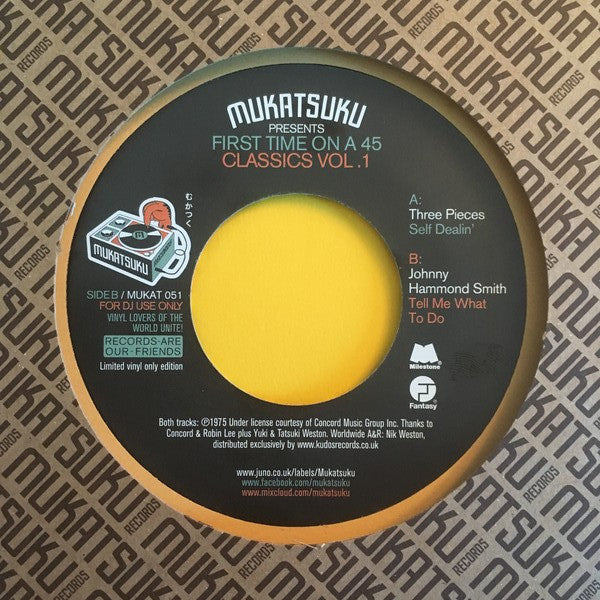 MUKATSUKU
PRESENTS
FIRST TIME ON A 45
CLASSICS VOL .1
むかつく
MUKATSUKU
SIDE B / MUKAT 051
FOR DJ USE ONLY
VINYL LOVERS OF THE
WORLD UNITE!
RECORDS-ARE
OUR-FRIENDS
Limited vinyl only edition
A:
Three Pieces
Self Dealin'
B:
Johnny
Hammond Smith
Tell Me What
To Do
Milestone
Fantasy
Both tracks: ℗1975 Under license courtesy of Concord Music Group Inc. Thanks to
Concord & Robin Lee plus Yuki & Tatsuki Weston. Worldwide A&R: Nik Weston,
distributed exclusively by www.kudosrecords.co.uk
www.juno.co.uk/labels/Mukatsuku
www.facebook.com/mukatsuku
www.mixcloud.com/mukatsuku
MUKATSUKU
RECORDS